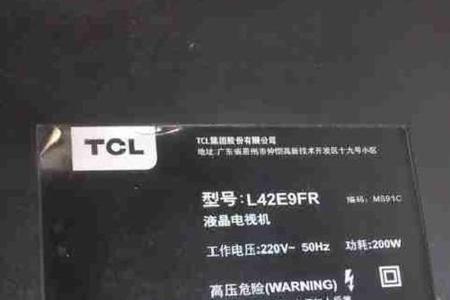 TCL
TCL集团股份有限公司
地址:广东省惠州市仲恺高新技术开发区十九号小区
型号:L42E9FR 编码: MS91C
液晶电视机
工作电压:220V~ 50Hz 功耗:200W
高压危险(WARNING)